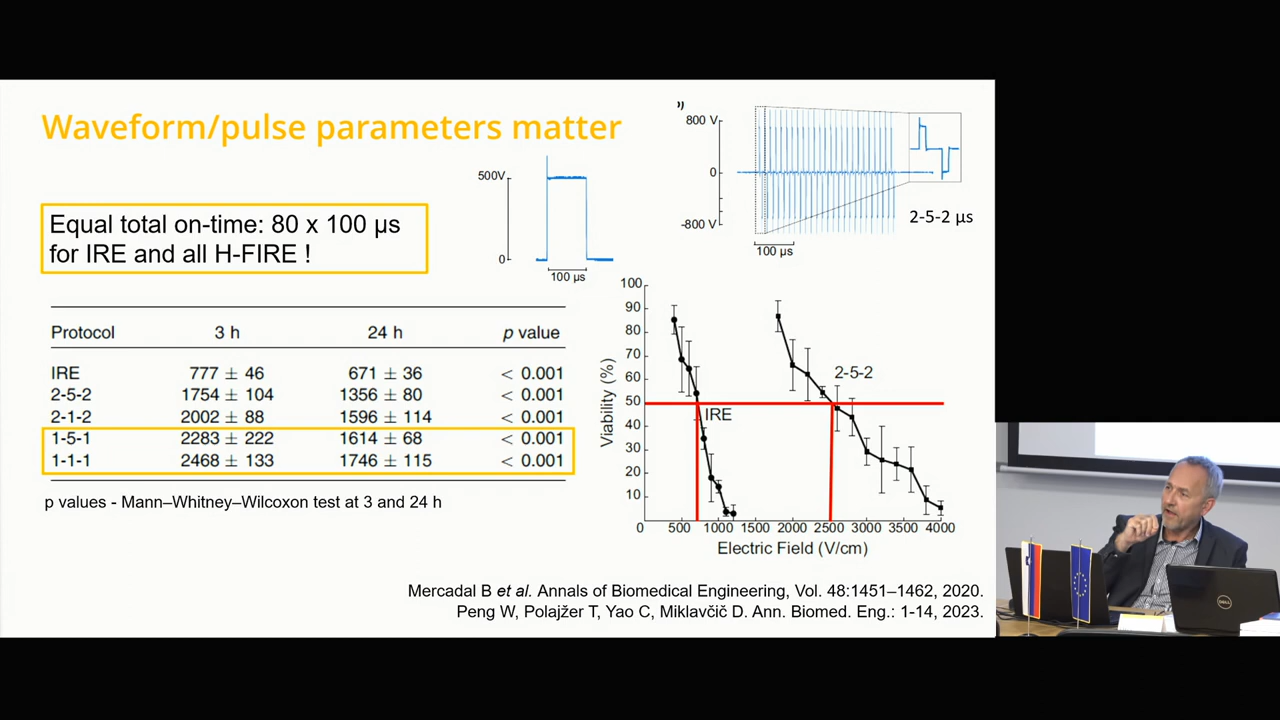 Waveform/pulse parameters matter
Equal total on-time: 80 x 100 µs
for IRE and all H-FIRE !
500V
0
100 µs
800 V
0
-800 V
100 µs
2-5-2 µs
Protocol 3 h 24 h p value
IRE 777 ± 46 671 ± 36 < 0.001
2-5-2 1754 ± 104 1356 ± 80 < 0.001
2-1-2 2002 ± 88 1596 ± 114 < 0.001
1-5-1 2283 ± 222 1614 ± 68 < 0.001
1-1-1 2468 ± 133 1746 ± 115 < 0.001
p values - Mann–Whitney–Wilcoxon test at 3 and 24 h
100
90
80
70
60
50
40
30
20
10
Viability (%)
2-5-2
IRE
0 500 1000 1500 2000 2500 3000 3500 4000
Electric Field (V/cm)
Mercadal B et al. Annals of Biomedical Engineering, Vol. 48:1451–1462, 2020.
Peng W, Polajžer T, Yao C, Miklavčič D. Ann. Biomed. Eng.: 1-14, 2023.
DELL